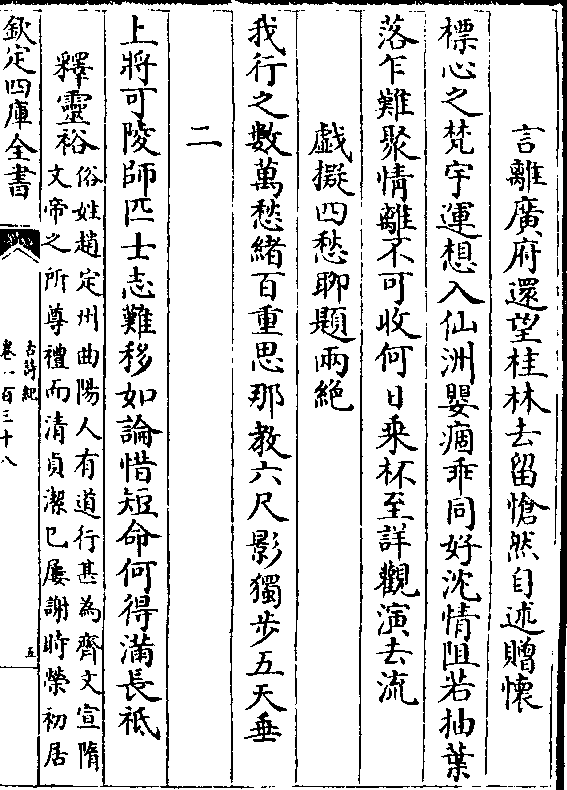 言離廣府還望桂林去留愴然自述贈懷
標心之梵宇運想入仙洲嬰痼乖同好沈情阻若抽葉
落乍難聚情離不可收何日乘杯至詳觀演去流
戯擬四愁聊題兩絶
我行之數萬愁緒百重思那教六尺影獨歩五天垂
二
上將可陵師匹士志難移如論惜短命何得滿長祇
釋靈裕俗姓趙定州曲陽人有道行甚為齊文宣隋
文帝之所尊禮而清貞潔已屡謝時榮初居
欽定四庫全書
古詩紀
卷一百三十八
五